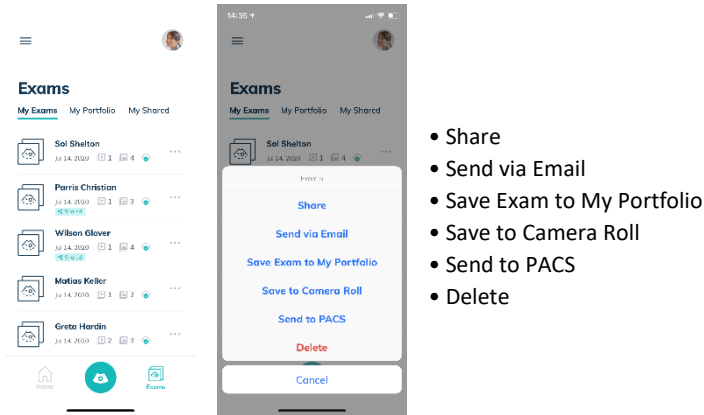 Exams
My Exams My Portfolio My Shared
Sol Shelton
Jul 14, 2020 1 4
Parris Christian
Jul 14, 2020 1 3
Shared
Wilson Glover
Jul 14, 2020 1 4
Shared
Matias Keller
Jul 14, 2020 1 2
Greta Hardin
Jul 14, 2020 2 3
Home
Exams
14:35
Exams
My Exams My Portfolio My Shared
Sol Shelton
Jul 14, 2020 1 4
Share
Send via Email
Save Exam to My Portfolio
Save to Camera Roll
Send to PACS
Delete
Cancel
• Share
• Send via Email
• Save Exam to My Portfolio
• Save to Camera Roll
• Send to PACS
• Delete